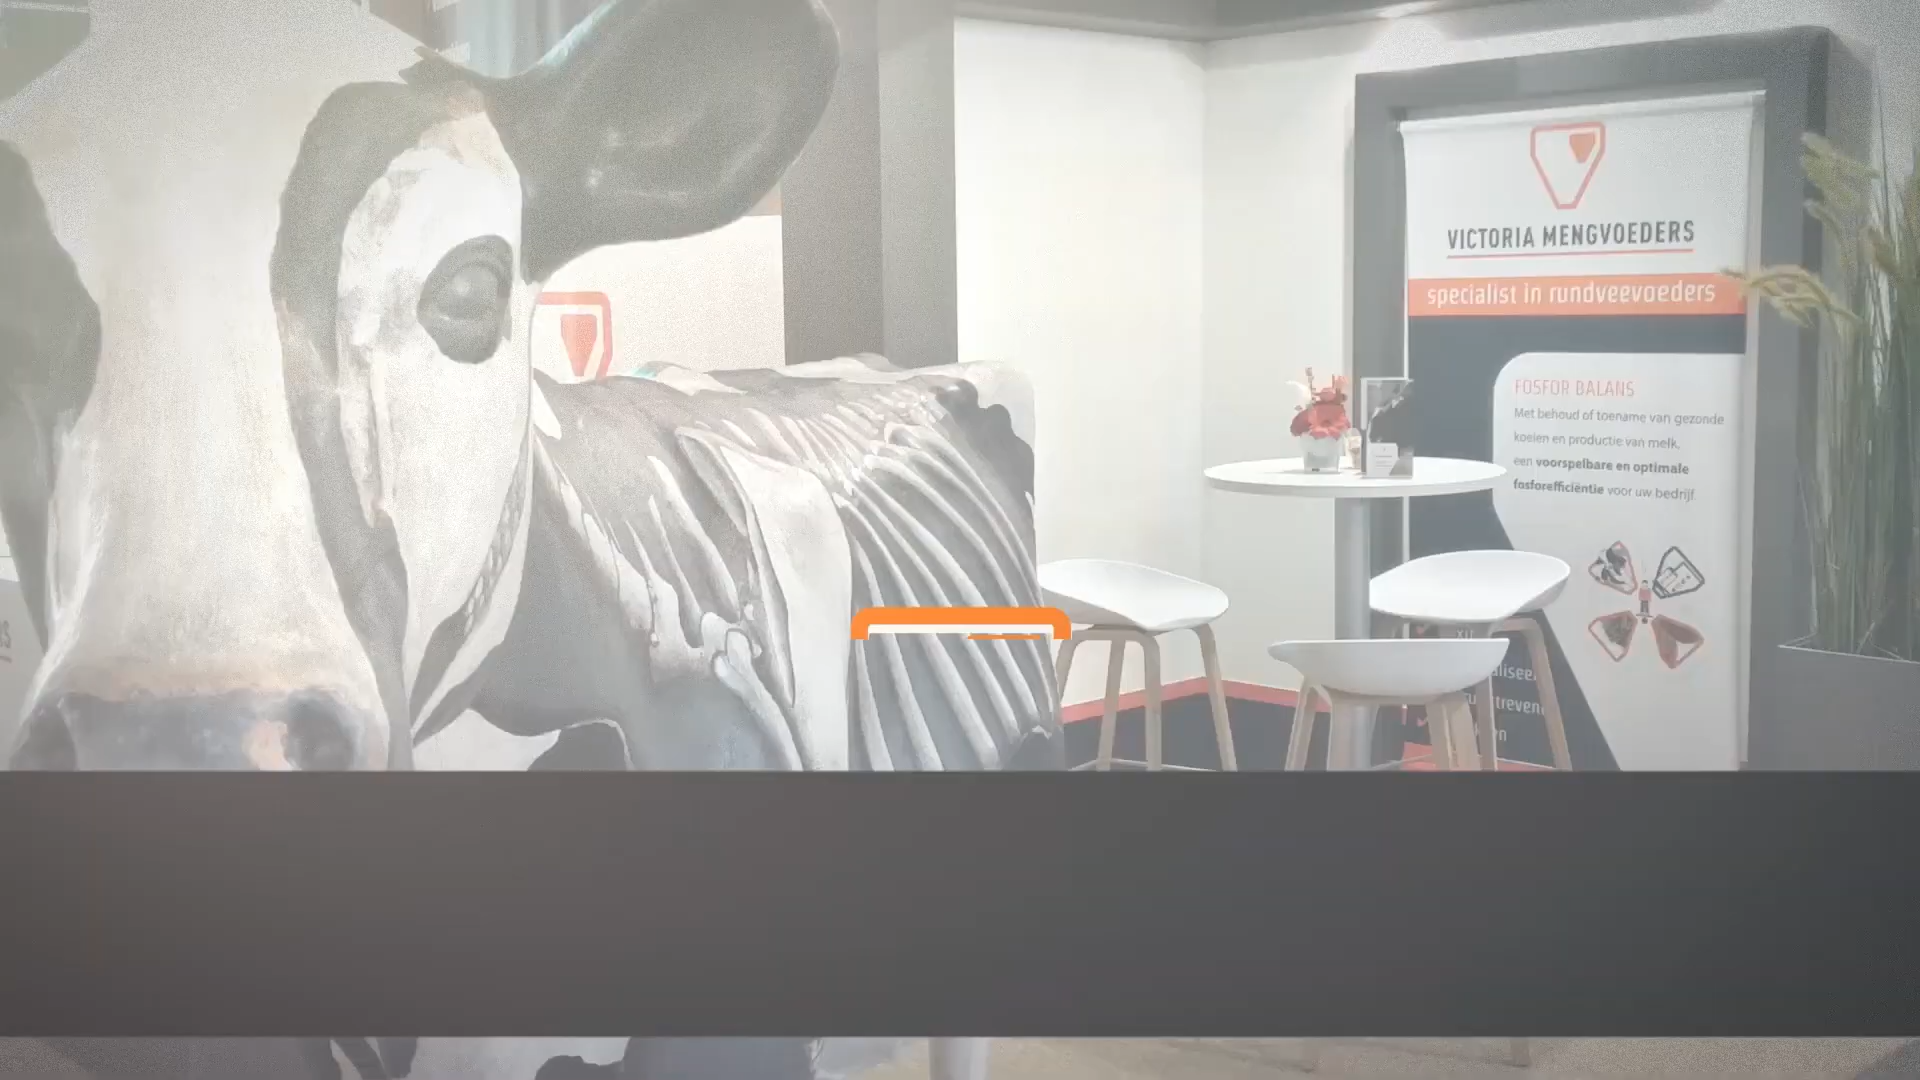 VICTORIA MENGVOEDERS
specialist in rundveevoeders
FOSFOR BALANS
Met behoud of toename van gezonde
koeien en productie van melk,
een voorspelbare en optimale
fosforefficiëntie voor uw bedrijf